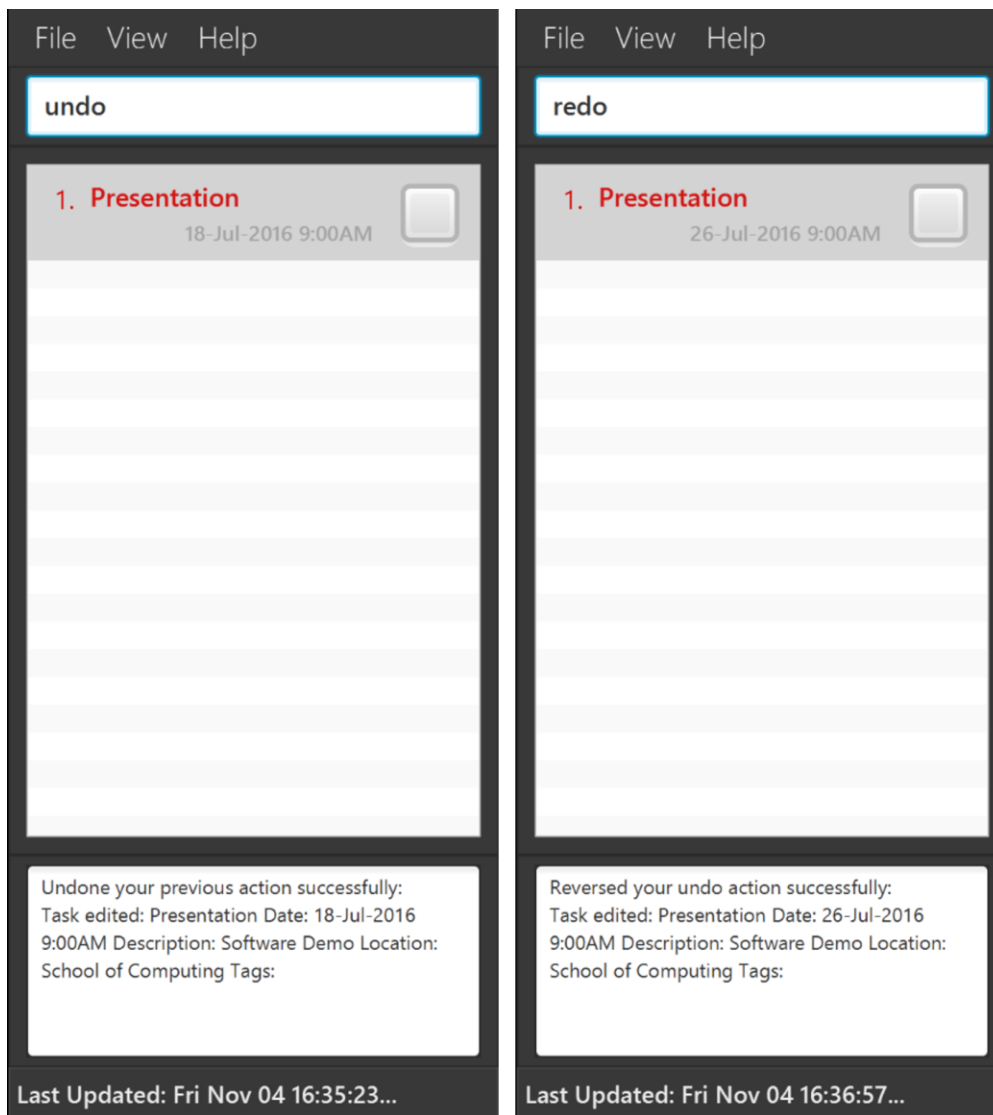 File View Help
undo
1. Presentation
18-Jul-2016 9:00AM
Undone your previous action successfully:
Task edited: Presentation Date: 18-Jul-2016
9:00AM Description: Software Demo Location:
School of Computing Tags:
Last Updated: Fri Nov 04 16:35:23...
File View Help
redo
1. Presentation
26-Jul-2016 9:00AM
Reversed your undo action successfully:
Task edited: Presentation Date: 26-Jul-2016
9:00AM Description: Software Demo Location:
School of Computing Tags:
Last Updated: Fri Nov 04 16:36:57...